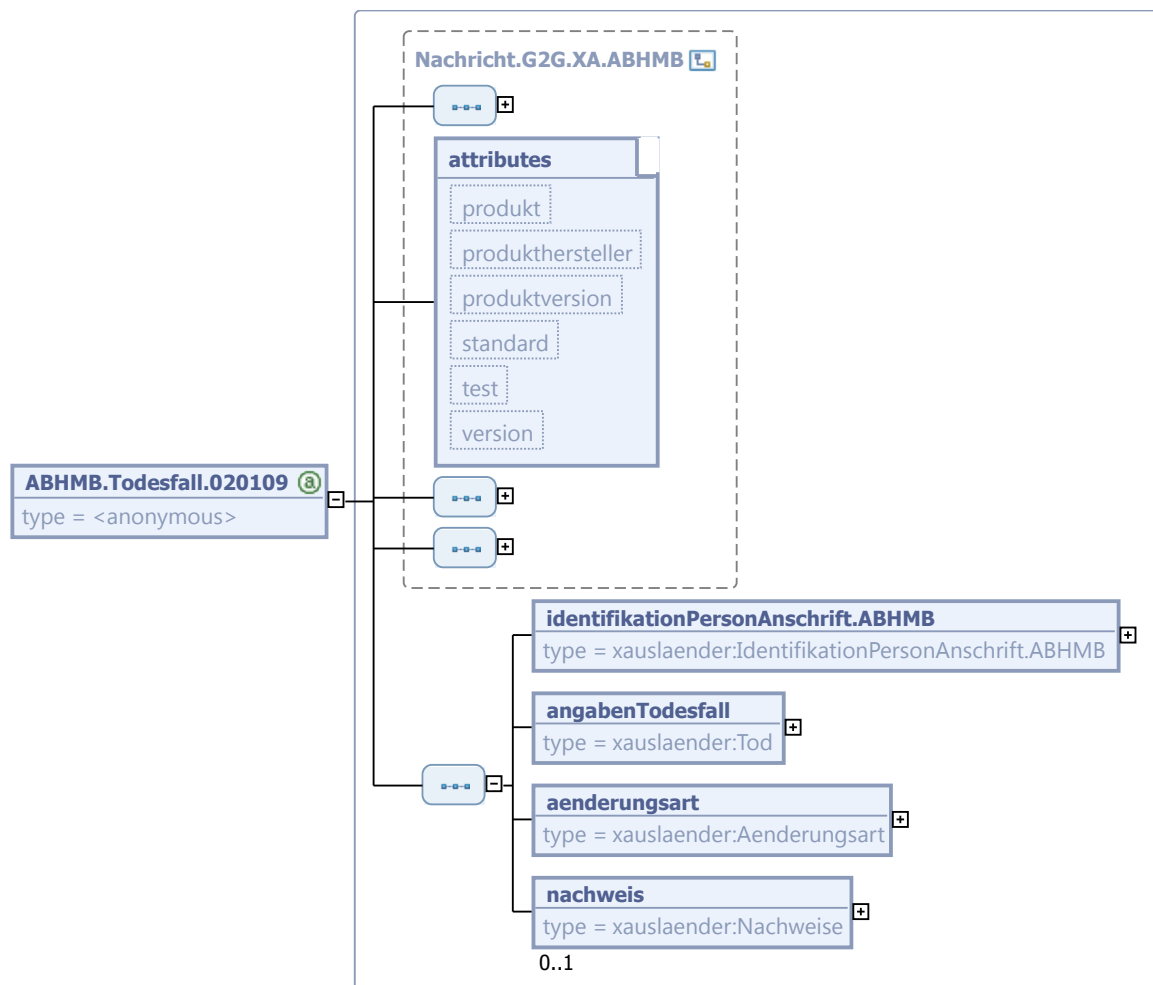 Nachricht.G2G.XA.ABHMB
attributes
produkt
produkthersteller
produktversion
standard
test
version
ABHMB.Todesfall.020109 a
type = <anonymous>
identifikationPersonAnschrift.ABHMB
type = xauslaender:IdentifikationPersonAnschrift.ABHMB
angabenTodesfall
type = xauslaender:Tod
aenderungsart
type = xauslaender:Aenderungsart
nachweis
type = xauslaender:Nachweise
0..1